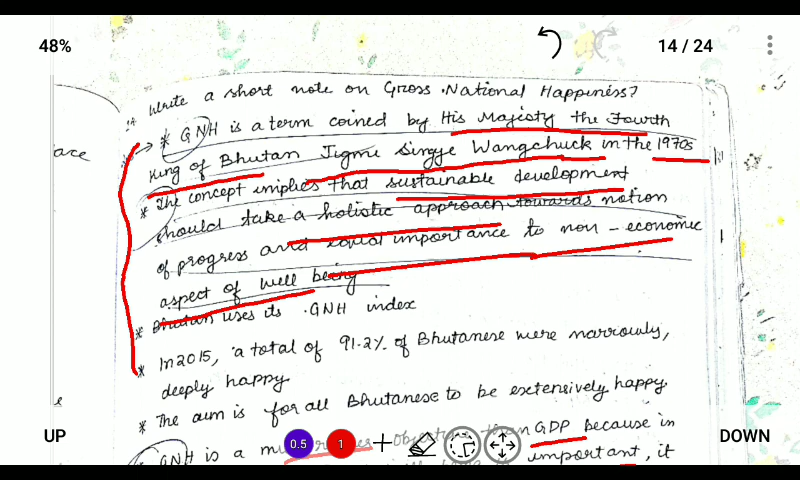 48%
14 / 24
Write a short note on Gross National Happiness?
→ * GNH is a term coined by His Majesty the Fourth
King of Bhutan Jigme Singye Wangchuck in the 1970s
* The concept implies that sustainable development
should take a holistic approach towards notion
of progress and equal importance to non - economic
aspect of well being
* Bhutan uses its GNH index
* In 2015, a total of 91.2% of Bhutanese were narrowly,
deeply happy
* The aim is for all Bhutanese to be extensively happy
GNH is a than GDP because in
important, it
UP
0.5
1
DOWN